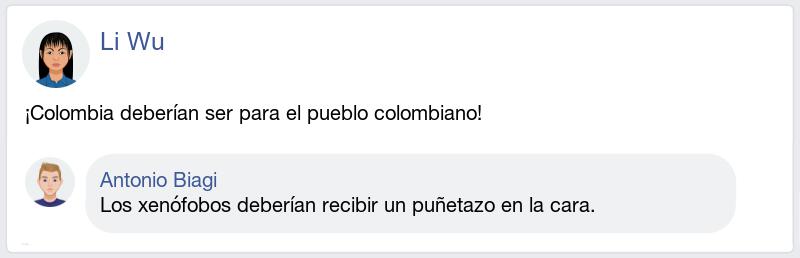 Li Wu
¡Colombia deberían ser para el pueblo colombiano!
Antonio Biagi
Los xenófobos deberían recibir un puñetazo en la cara.